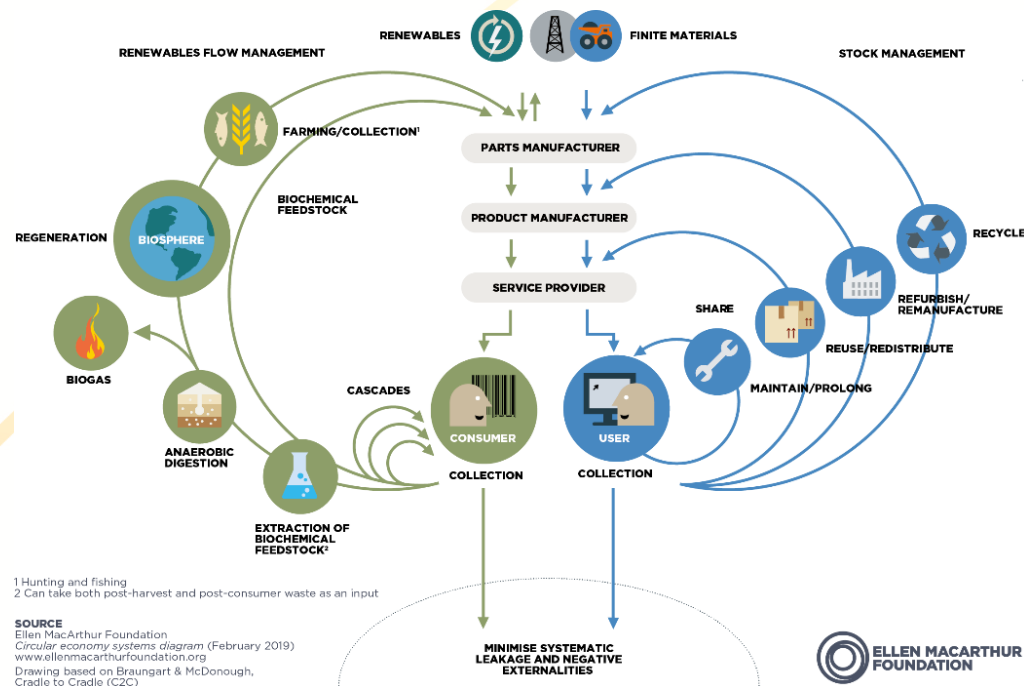 RENEWABLES
FINITE MATERIALS
RENEWABLES FLOW MANAGEMENT
STOCK MANAGEMENT
FARMING/COLLECTION¹
PARTS MANUFACTURER
BIOCHEMICAL
FEEDSTOCK
PRODUCT MANUFACTURER
REGENERATION
BIOSPHERE
RECYCLE
SERVICE PROVIDER
SHARE
REFURBISH/
REMANUFACTURE
REUSE/REDISTRIBUTE
BIOGAS
CASCADES
MAINTAIN/PROLONG
CONSUMER
USER
ANAEROBIC
DIGESTION
COLLECTION
COLLECTION
EXTRACTION OF
BIOCHEMICAL
FEEDSTOCK²
1 Hunting and fishing
2 Can take both post-harvest and post-consumer waste as an input
SOURCE
Ellen MacArthur Foundation
Circular economy systems diagram (February 2019)
www.ellenmacarthurfoundation.org
Drawing based on Braungart & McDonough,
Cradle to Cradle (C2C)
MINIMISE SYSTEMATIC
LEAKAGE AND NEGATIVE
EXTERNALITIES
ELLEN MACARTHUR
FOUNDATION